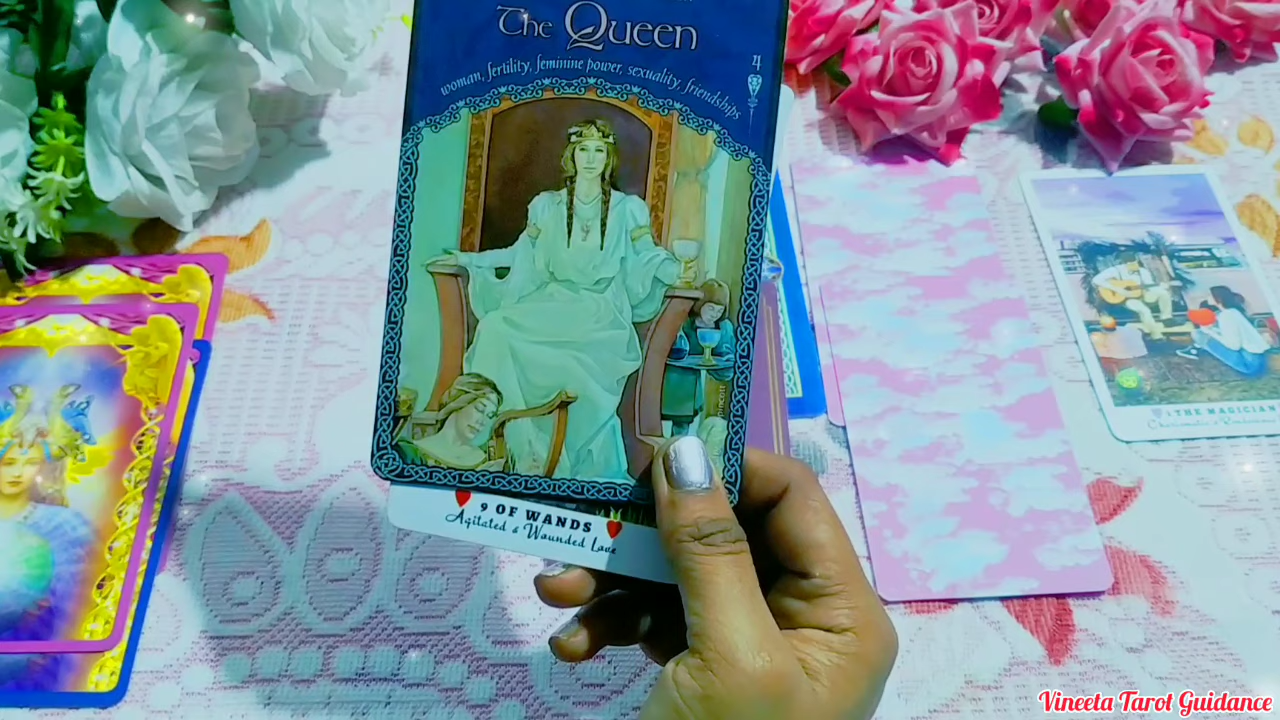 The Queen
4
woman, fertility, feminine power, sexuality, friendships
9 OF WANDS
Agitated & Wounded Love
I THE MAGICIAN
Vineeta Tarot Guidance